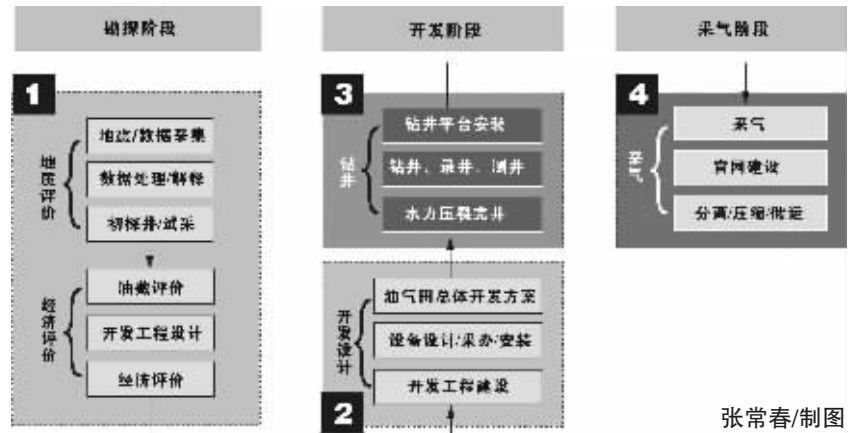 勘探阶段
1
地质评价
地震/数据采集
数据处理/解释
初探井/试采
经济评价
油藏评价
开发工程设计
经济评价
开发阶段
3
钻井
钻井平台安装
钻井、录井、测井
水力压裂完井
开发设计
油气田总体开发方案
设备设计/采办/安装
开发工程建设
2
采气阶段
4
采气
官网建设
分离/压缩/批运
张常春/制图